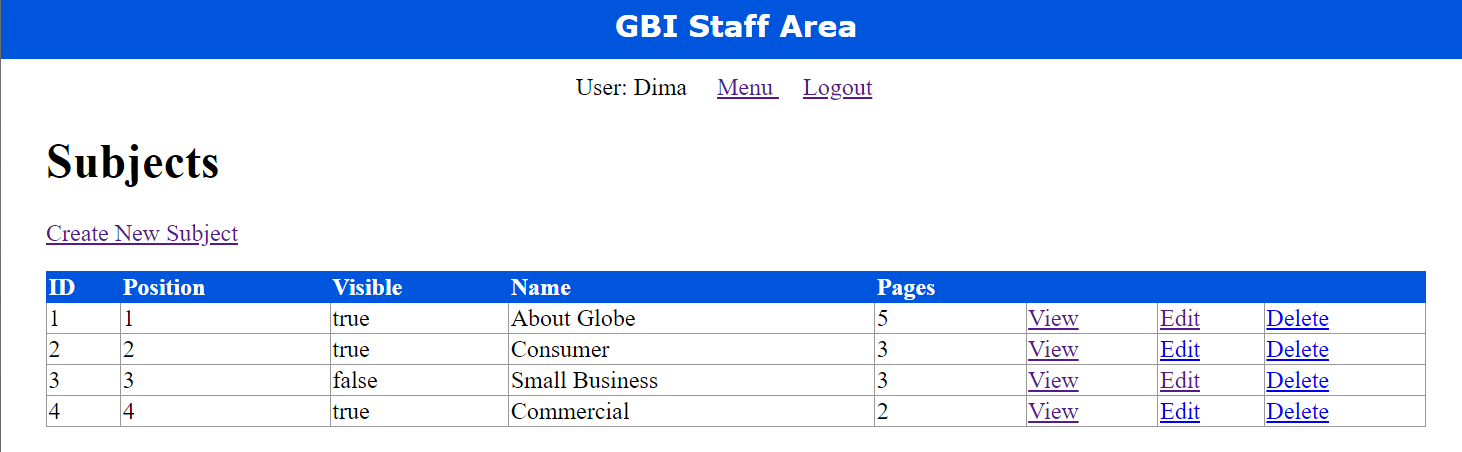 GBI Staff Area
User: Dima Menu Logout
Subjects
Create New Subject
ID Position Visible Name Pages
1 1 true About Globe 5 View Edit Delete
2 2 true Consumer 3 View Edit Delete
3 3 false Small Business 3 View Edit Delete
4 4 true Commercial 2 View Edit Delete